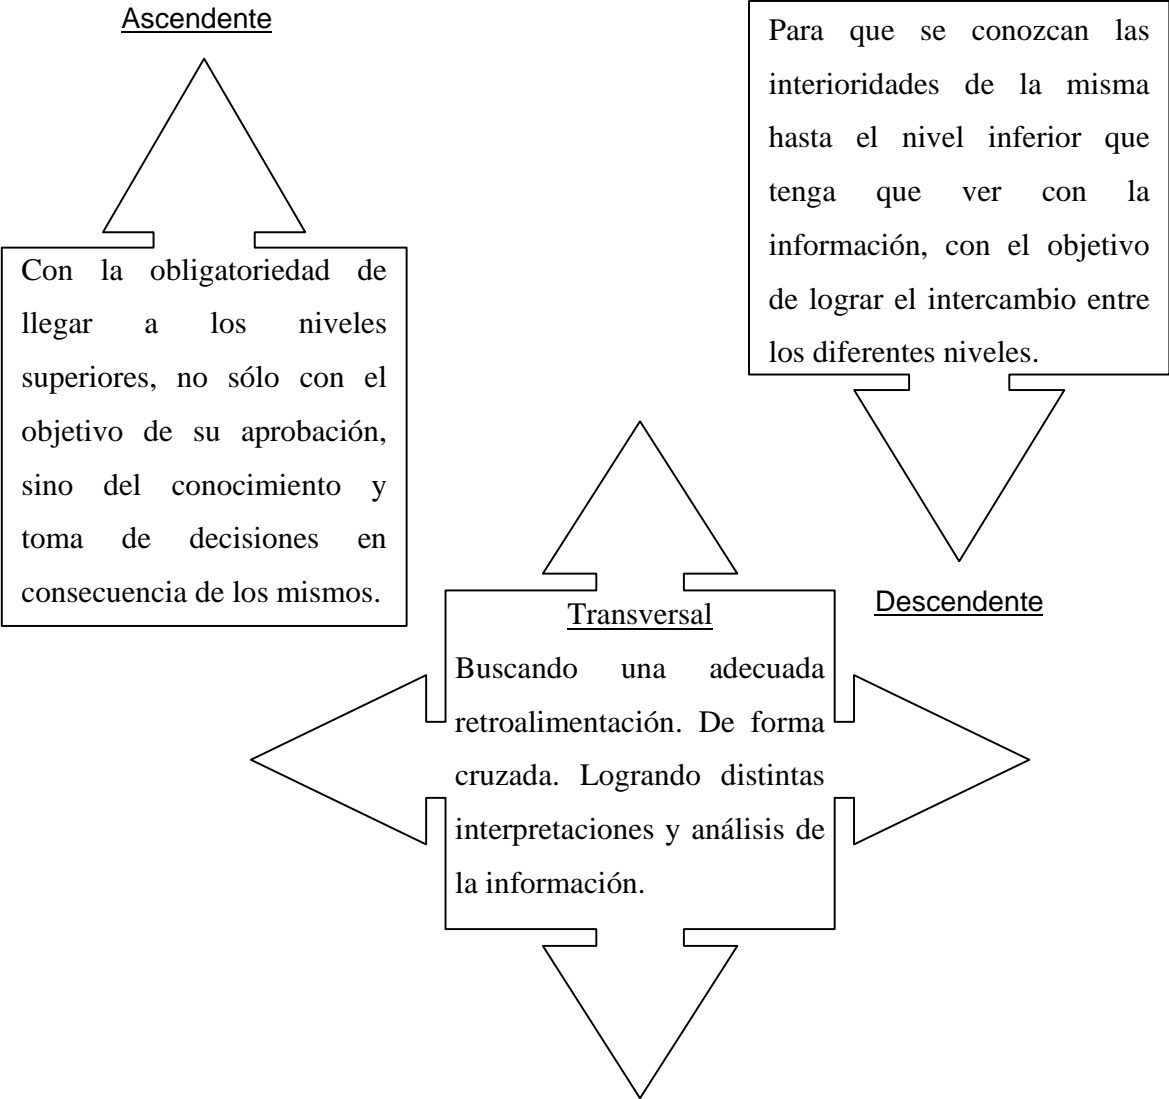 Ascendente
Con la obligatoriedad de
llegar a los niveles
superiores, no sólo con el
objetivo de su aprobación,
sino del conocimiento y
toma de decisiones en
consecuencia de los mismos.
Para que se conozcan las
interioridades de la misma
hasta el nivel inferior que
tenga que ver con la
información, con el objetivo
de lograr el intercambio entre
los diferentes niveles.
Descendente
Transversal
Buscando una adecuada
retroalimentación. De forma
cruzada. Logrando distintas
interpretaciones y análisis de
la información.